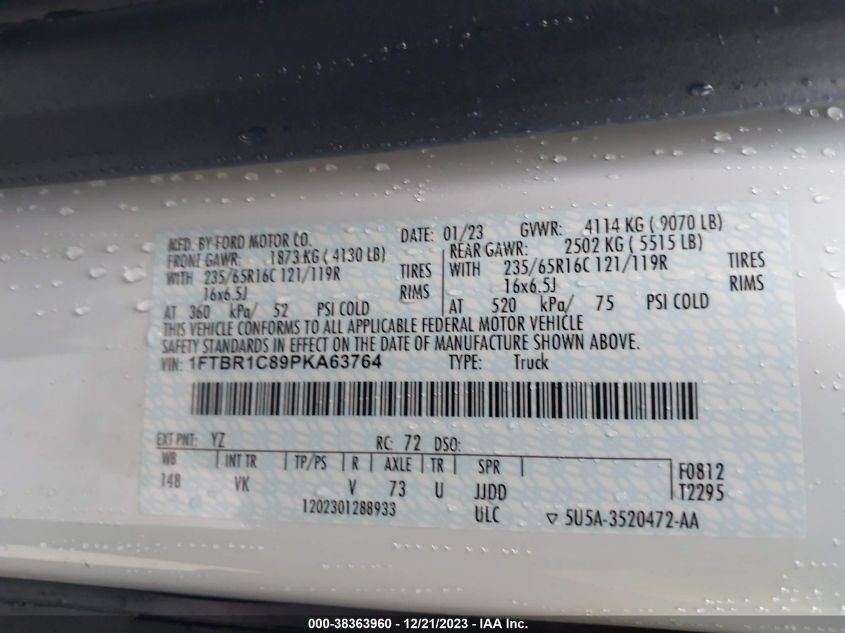 MFD. BY FORD MOTOR CO. DATE: 01/23 GVWR: 4114 KG ( 9070 LB)
FRONT GAWR: 1873 KG ( 4130 LB) REAR GAWR: 2502 KG ( 5515 LB)
WITH 235/65R16C 121/119R TIRES WITH 235/65R16C 121/119R TIRES
16x6.5J RIMS 16x6.5J RIMS
AT 360 kPa/ 52 PSI COLD AT 520 kPa/ 75 PSI COLD
THIS VEHICLE CONFORMS TO ALL APPLICABLE FEDERAL MOTOR VEHICLE
SAFETY STANDARDS IN EFFECT ON THE DATE OF MANUFACTURE SHOWN ABOVE.
VIN: 1FTBR1C89PKA63764 TYPE: Truck
EXT PNT: YZ RC: 72 DSO:
WB INT TR TP/PS R AXLE TR SPR F0812
148 VK V 73 U JJDD T2295
1202301288933 ULC ▽ 5U5A-3520472-AA
000-38363960 - 12/21/2023 - IAA Inc.